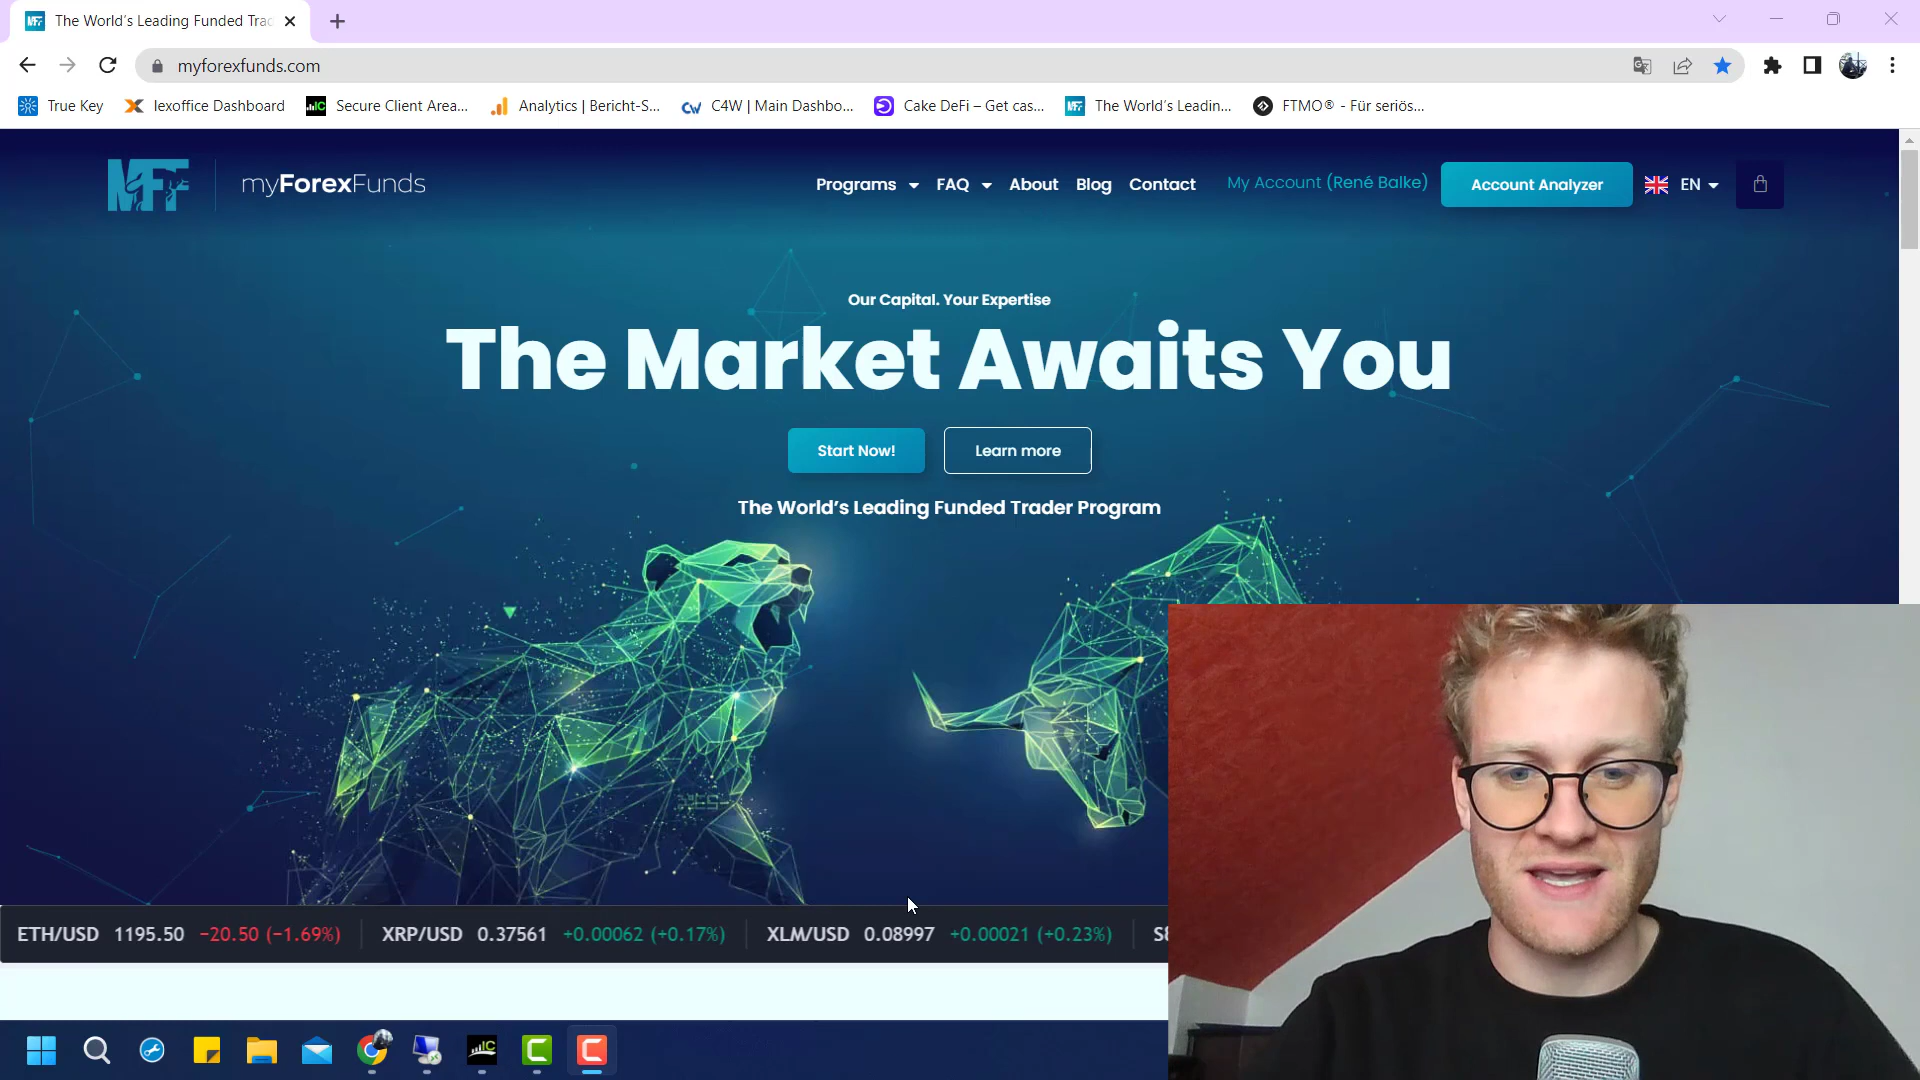 The World's Leading Funded Trac
myforexfunds.com
True Key
lexoffice Dashboard
Secure Client Area...
Analytics | Bericht-S...
C4W | Main Dashbo...
Cake DeFi – Get cas...
The World's Leadin...
FTMO® - Für seriös...
MFF
myForexFunds
Programs
FAQ
About
Blog
Contact
My Account (René Balke)
Account Analyzer
EN
Our Capital. Your Expertise
The Market Awaits You
Start Now!
Learn more
The World's Leading Funded Trader Program
ETH/USD 1195.50 −20.50 (−1.69%)
XRP/USD 0.37561 +0.00062 (+0.17%)
XLM/USD 0.08997 +0.00021 (+0.23%)